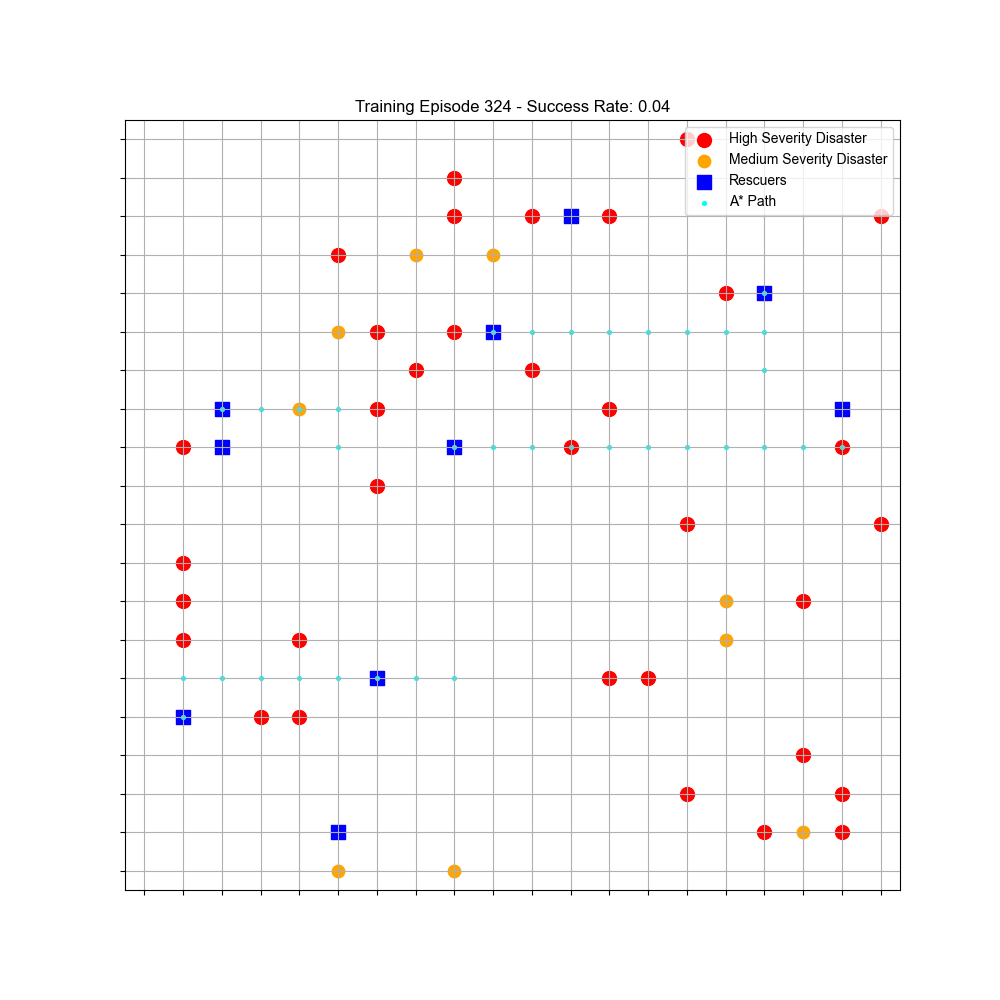 Training Episode 324 - Success Rate: 0.04
High Severity Disaster
Medium Severity Disaster
Rescuers
A* Path